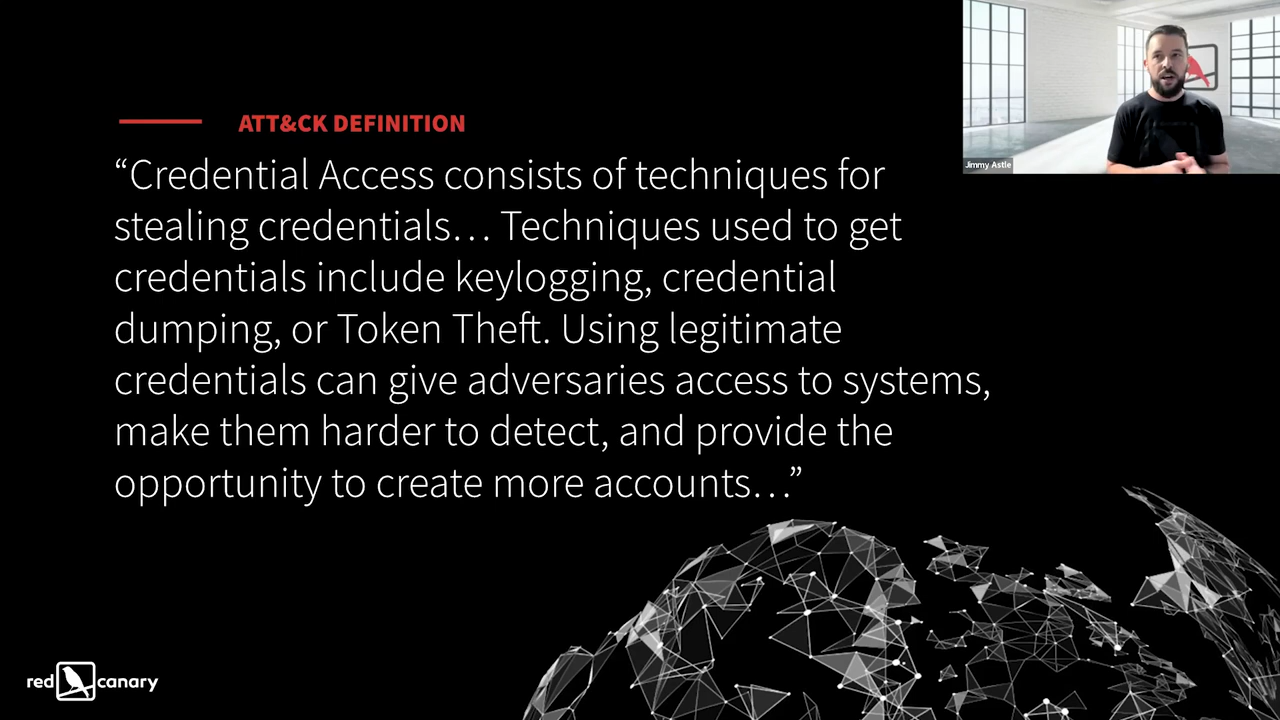 ATT&CK DEFINITION
“Credential Access consists of techniques for
stealing credentials… Techniques used to get
credentials include keylogging, credential
dumping, or Token Theft. Using legitimate
credentials can give adversaries access to systems,
make them harder to detect, and provide the
opportunity to create more accounts…”
Jimmy Astle
red canary